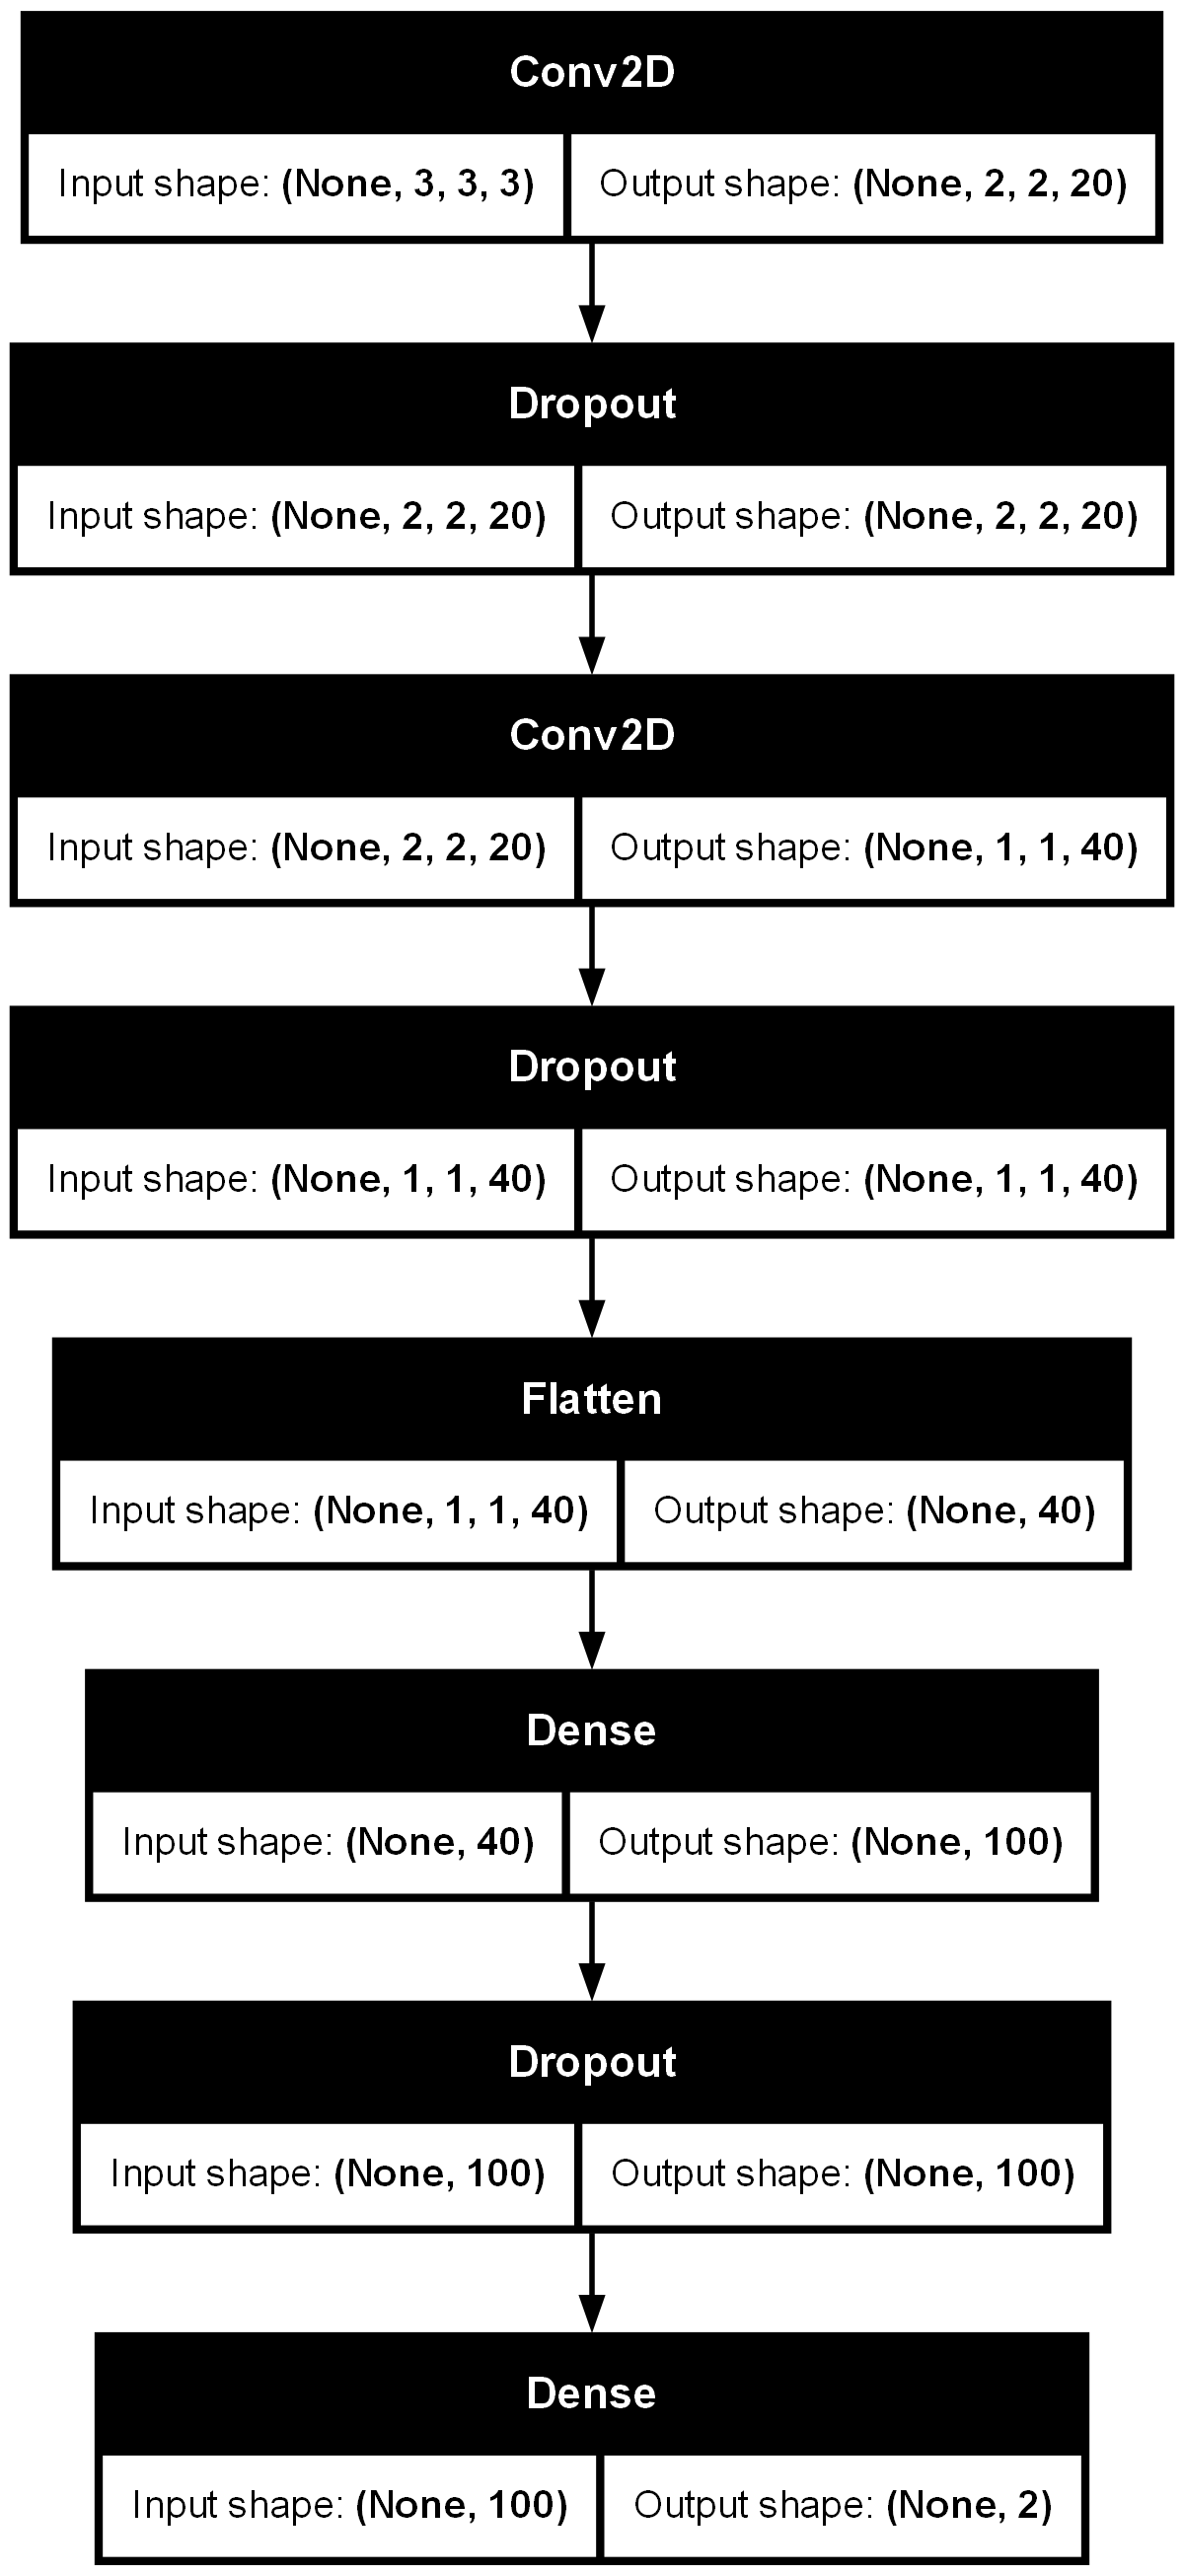 Conv2D
Input shape: (None, 3, 3, 3) Output shape: (None, 2, 2, 20)
Dropout
Input shape: (None, 2, 2, 20) Output shape: (None, 2, 2, 20)
Conv2D
Input shape: (None, 2, 2, 20) Output shape: (None, 1, 1, 40)
Dropout
Input shape: (None, 1, 1, 40) Output shape: (None, 1, 1, 40)
Flatten
Input shape: (None, 1, 1, 40) Output shape: (None, 40)
Dense
Input shape: (None, 40) Output shape: (None, 100)
Dropout
Input shape: (None, 100) Output shape: (None, 100)
Dense
Input shape: (None, 100) Output shape: (None, 2)